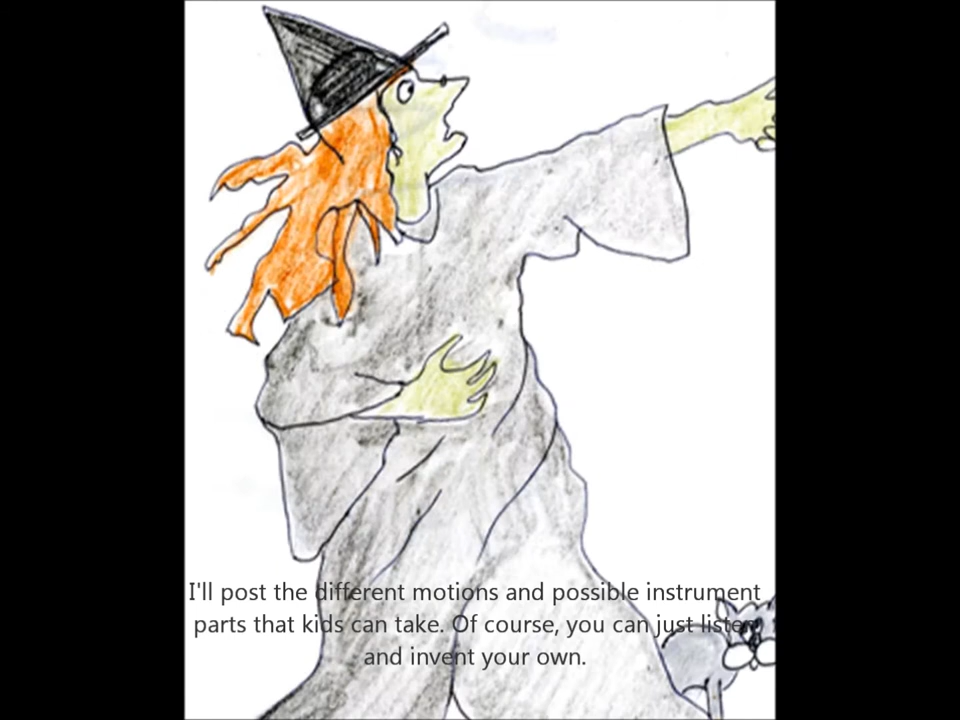 I'll post the different motions and possible instrument
parts that kids can take. Of course, you can just listen
and invent your own.